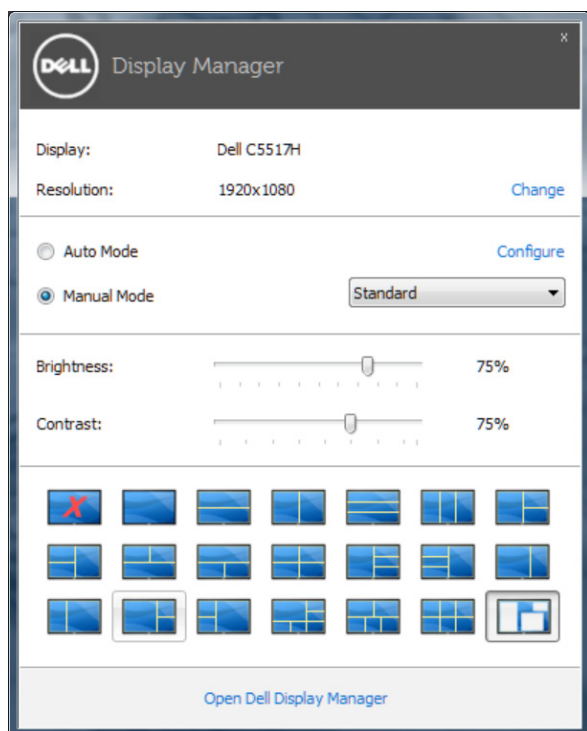 x
DELL Display Manager
Display: Dell C5517H
Resolution: 1920x1080 Change
Auto Mode Configure
Manual Mode Standard
Brightness: 75%
Contrast: 75%
Open Dell Display Manager